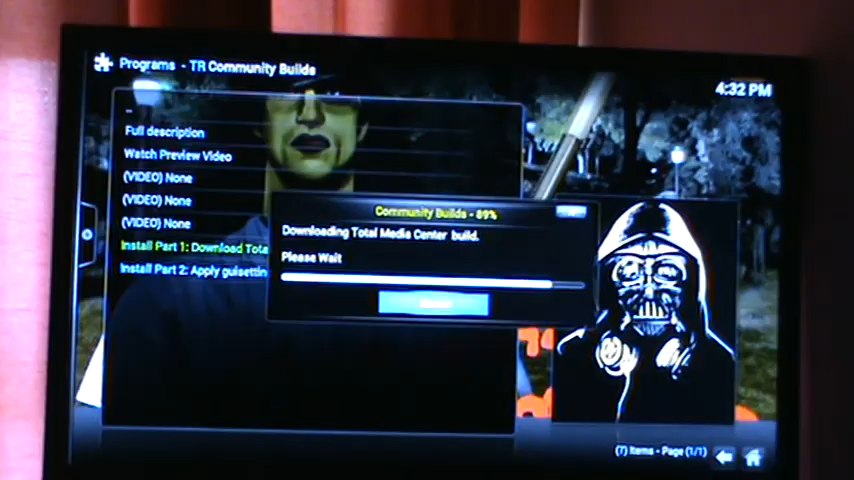 Programs - TR Community Builds
4:32 PM
..
Full description
Watch Preview Video
(VIDEO) None
(VIDEO) None
(VIDEO) None
Install Part 1: Download Tota
Install Part 2: Apply guisettin
Community Builds - 89%
Downloading Total Media Center build.
Please Wait
(7) Items - Page (1/1)